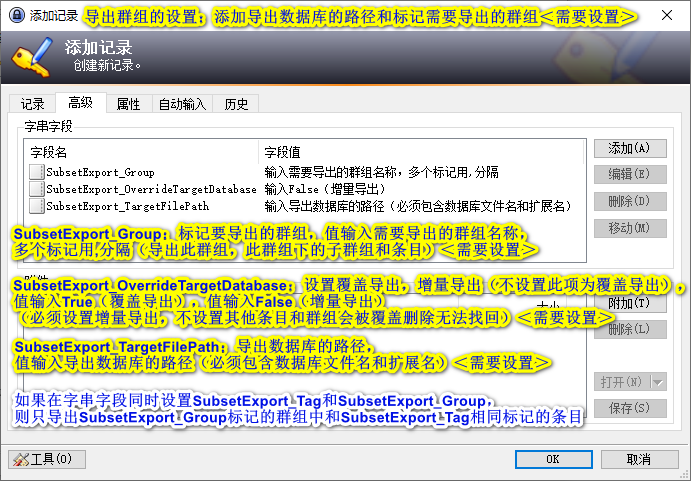 添加记录 导出群组的设置；添加导出数据库的路径和标记需要导出的群组＜需要设置＞
添加记录
创建新记录。
记录 高级 属性 自动输入 历史
字串字段
字段名 字段值
SubsetExport_Group 输入需要导出的群组名称，多个标记用,分隔
SubsetExport_OverrideTargetDatabase 输入False（增量导出）
SubsetExport_TargetFilePath 输入导出数据库的路径（必须包含数据库文件名和扩展名）
添加(A)
编辑(E)
删除(D)
移动(M)
SubsetExport_Group；标记要导出的群组，值输入需要导出的群组名称，
多个标记用,分隔（导出此群组，此群组下的子群组和条目）＜需要设置＞
SubsetExport_OverrideTargetDatabase；设置覆盖导出，增量导出（不设置此项为覆盖导出），
值输入True（覆盖导出），值输入False（增量导出）
（必须设置增量导出，不设置其他条目和群组会被覆盖删除无法找回）＜需要设置＞
附加(T)
删除(L)
SubsetExport_TargetFilePath；导出数据库的路径，
值输入导出数据库的路径（必须包含数据库文件名和扩展名）＜需要设置＞
打开(N)
保存(S)
如果在字串字段同时设置SubsetExport_Tag和SubsetExport_Group，
则只导出SubsetExport_Group标记的群组中和SubsetExport_Tag相同标记的条目
工具(O) OK 取消